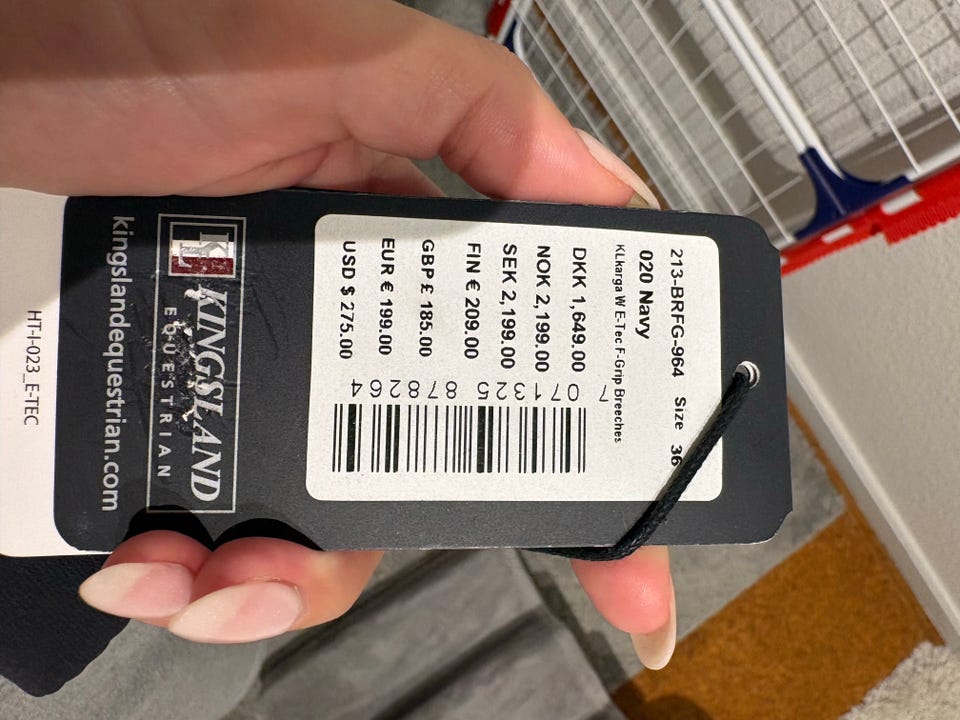 213-BRFG-964 Size 36
020 Navy
KLkarga W E-Tec F-Grip Breeches
DKK 1,649.00
NOK 2,199.00
SEK 2,199.00
FIN € 209.00
GBP £ 185.00
EUR € 199.00
USD $ 275.00
7 071325 878264
KL KINGSLAND
EQUESTRIAN
kingslandequestrian.com
HT-I-023_E-TEC